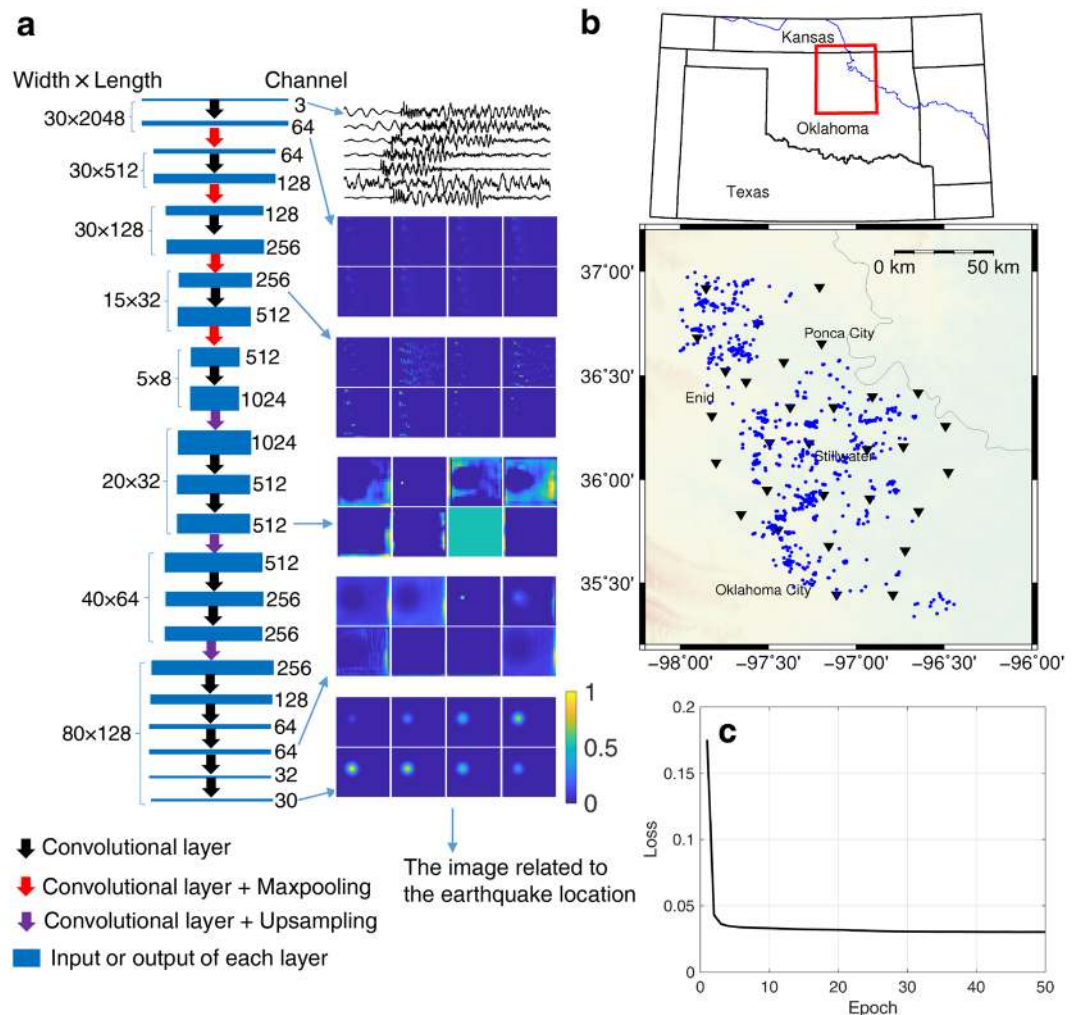 a
Width × Length
Channel
30×2048
3
64
30×512
64
128
30×128
128
256
15×32
256
512
5×8
512
1024
20×32
1024
512
512
40×64
512
256
256
80×128
256
128
64
64
32
30
1
0.5
0
The image related to
the earthquake location
Convolutional layer
Convolutional layer + Maxpooling
Convolutional layer + Upsampling
Input or output of each layer
b
Kansas
Oklahoma
Texas
0 km 50 km
37°00'
36°30'
36°00'
35°30'
Ponca City
Enid
Stillwater
Oklahoma City
−98°00' −97°30' −97°00' −96°30' −96°00'
c
0.2
0.15
0.1
0.05
0
Loss
0 10 20 30 40 50
Epoch